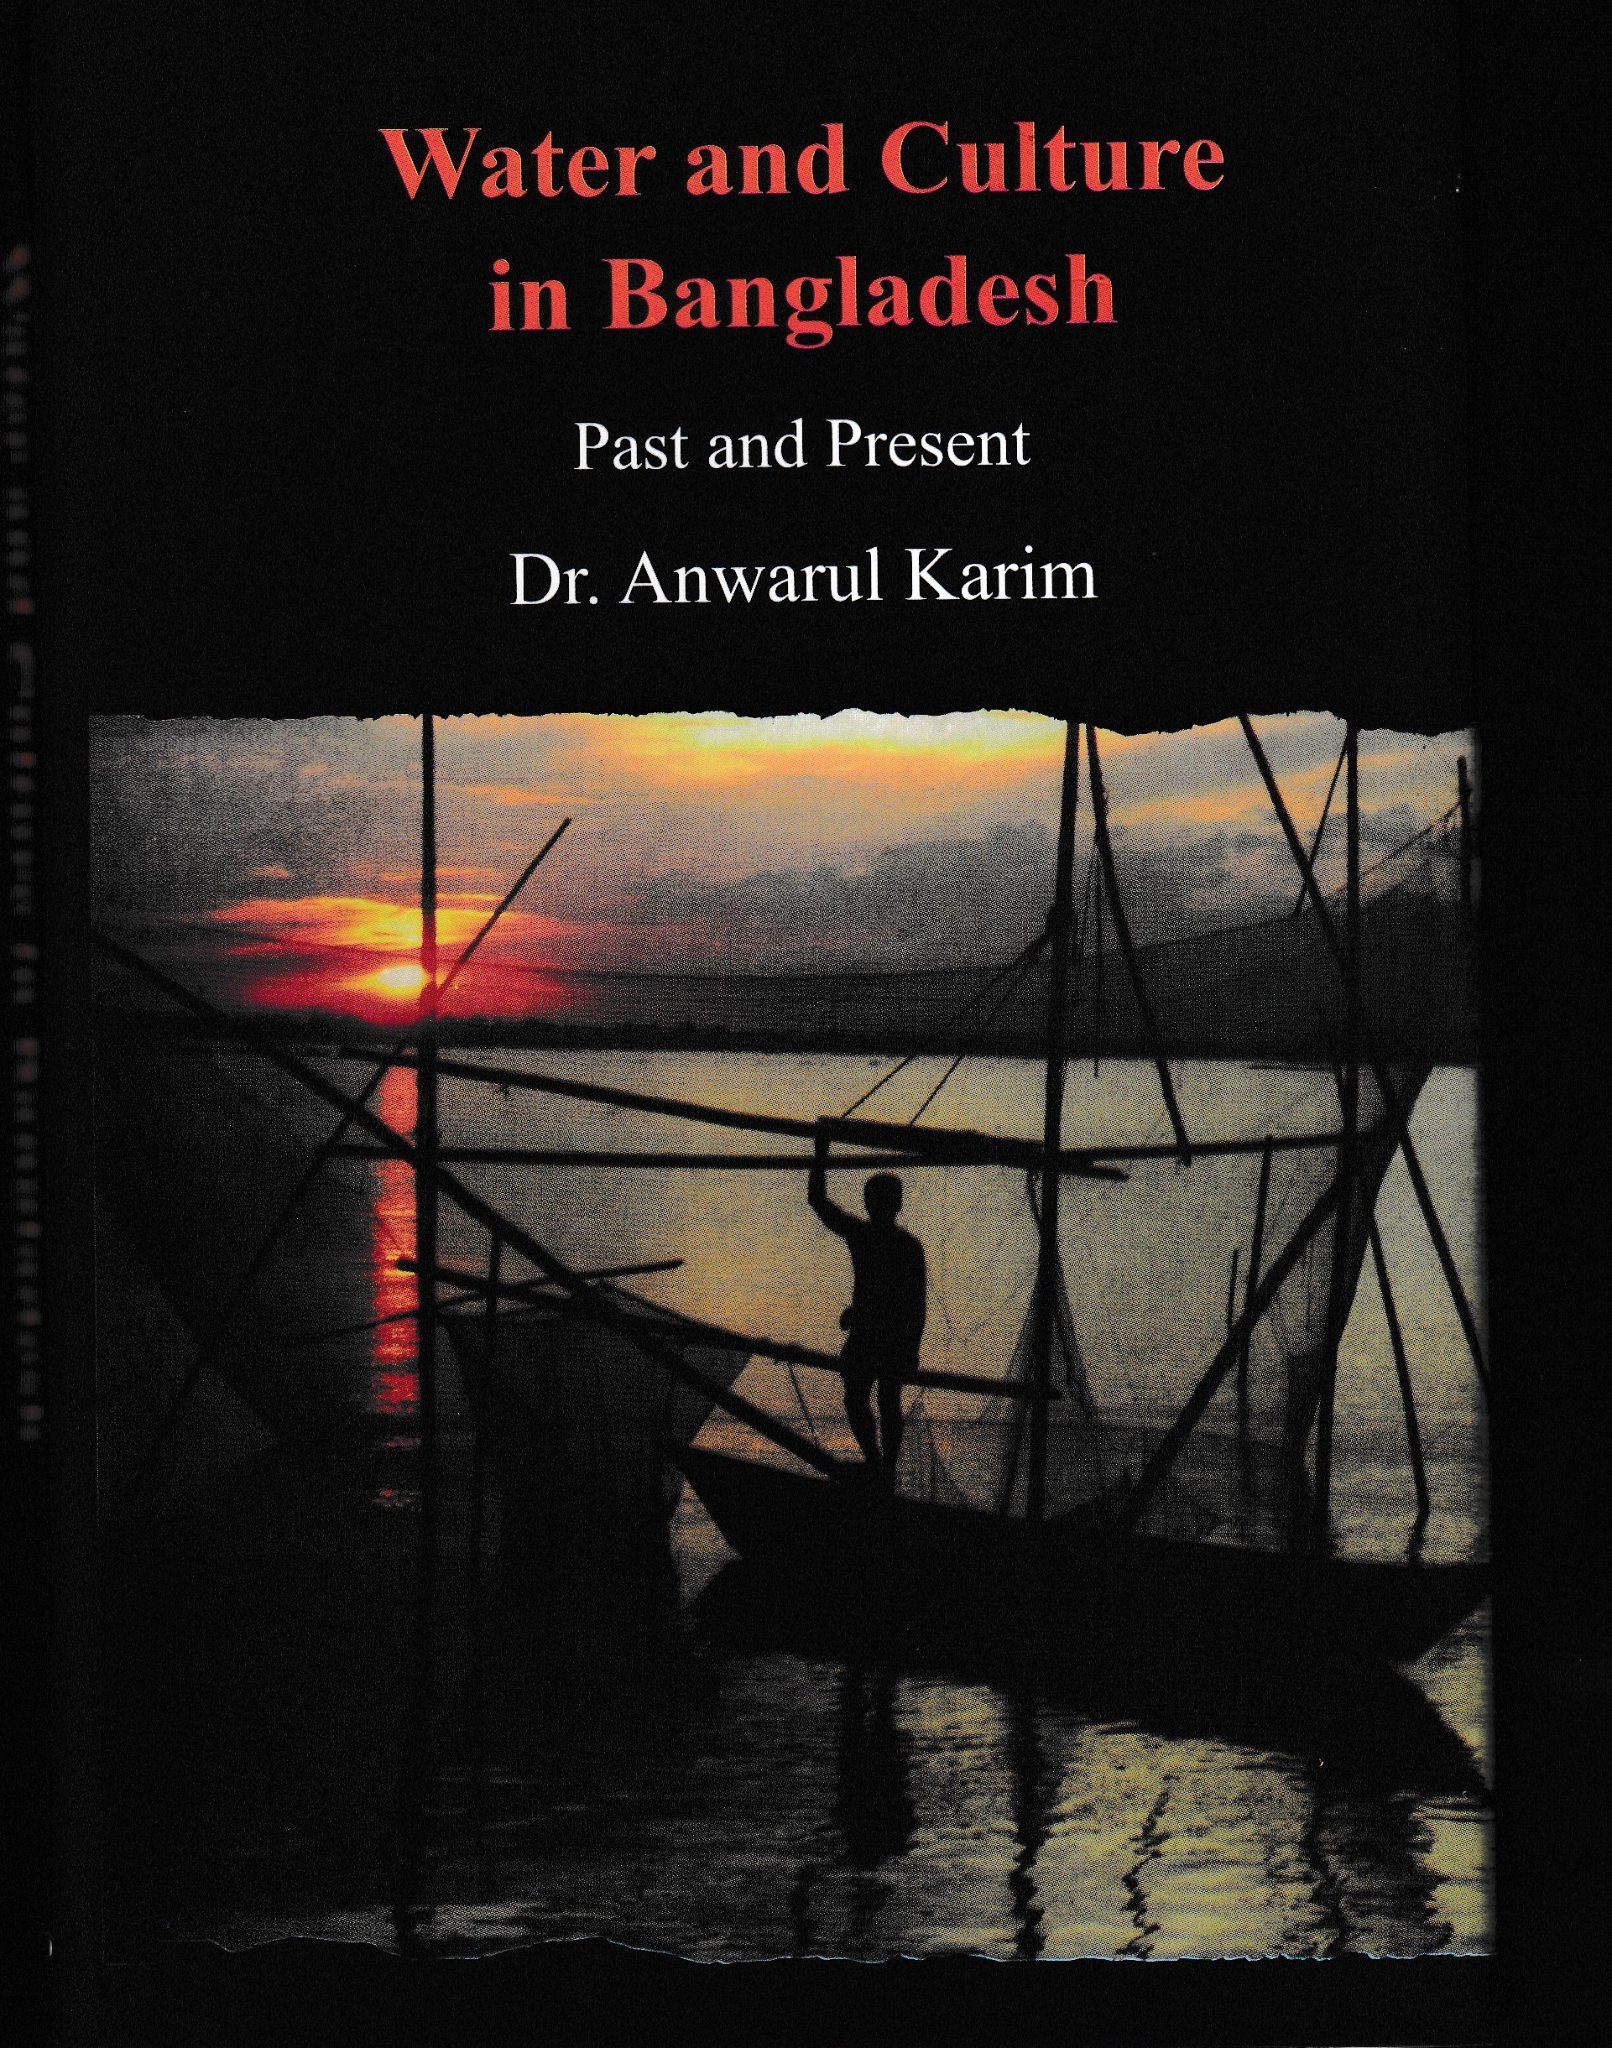 Water and Culture
in Bangladesh
Past and Present
Dr. Anwarul Karim